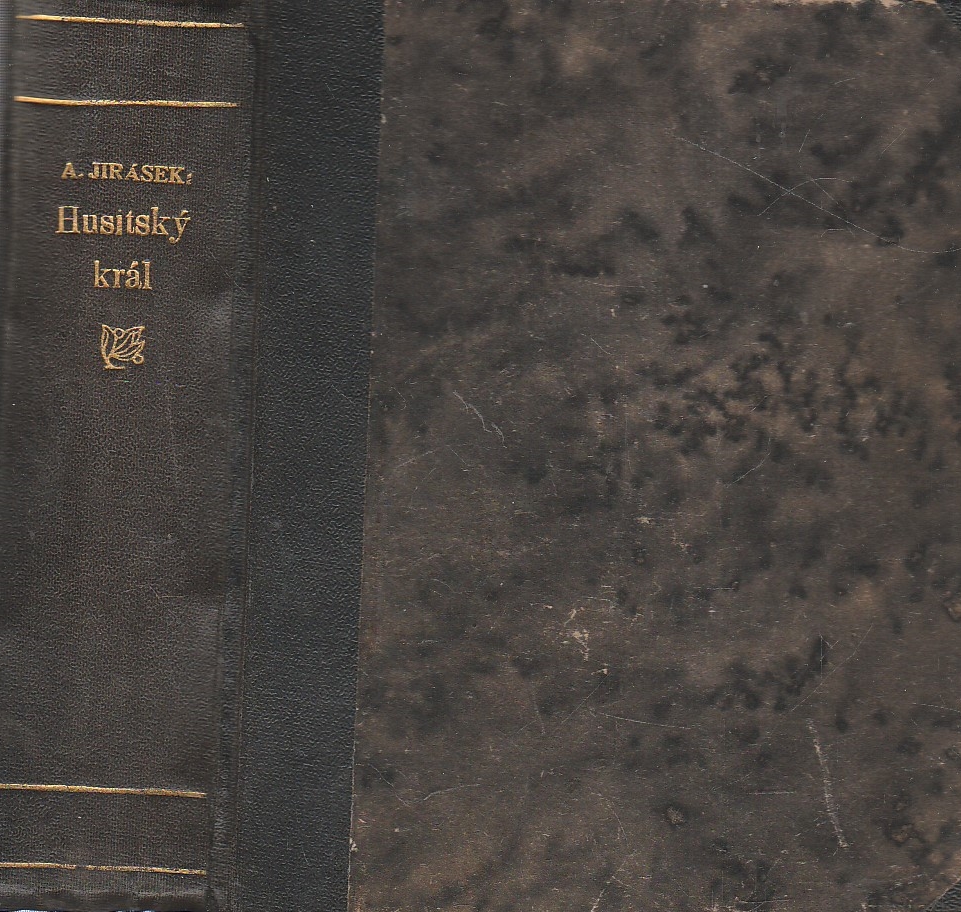 A. JIRÁSEK:
Husitský
král